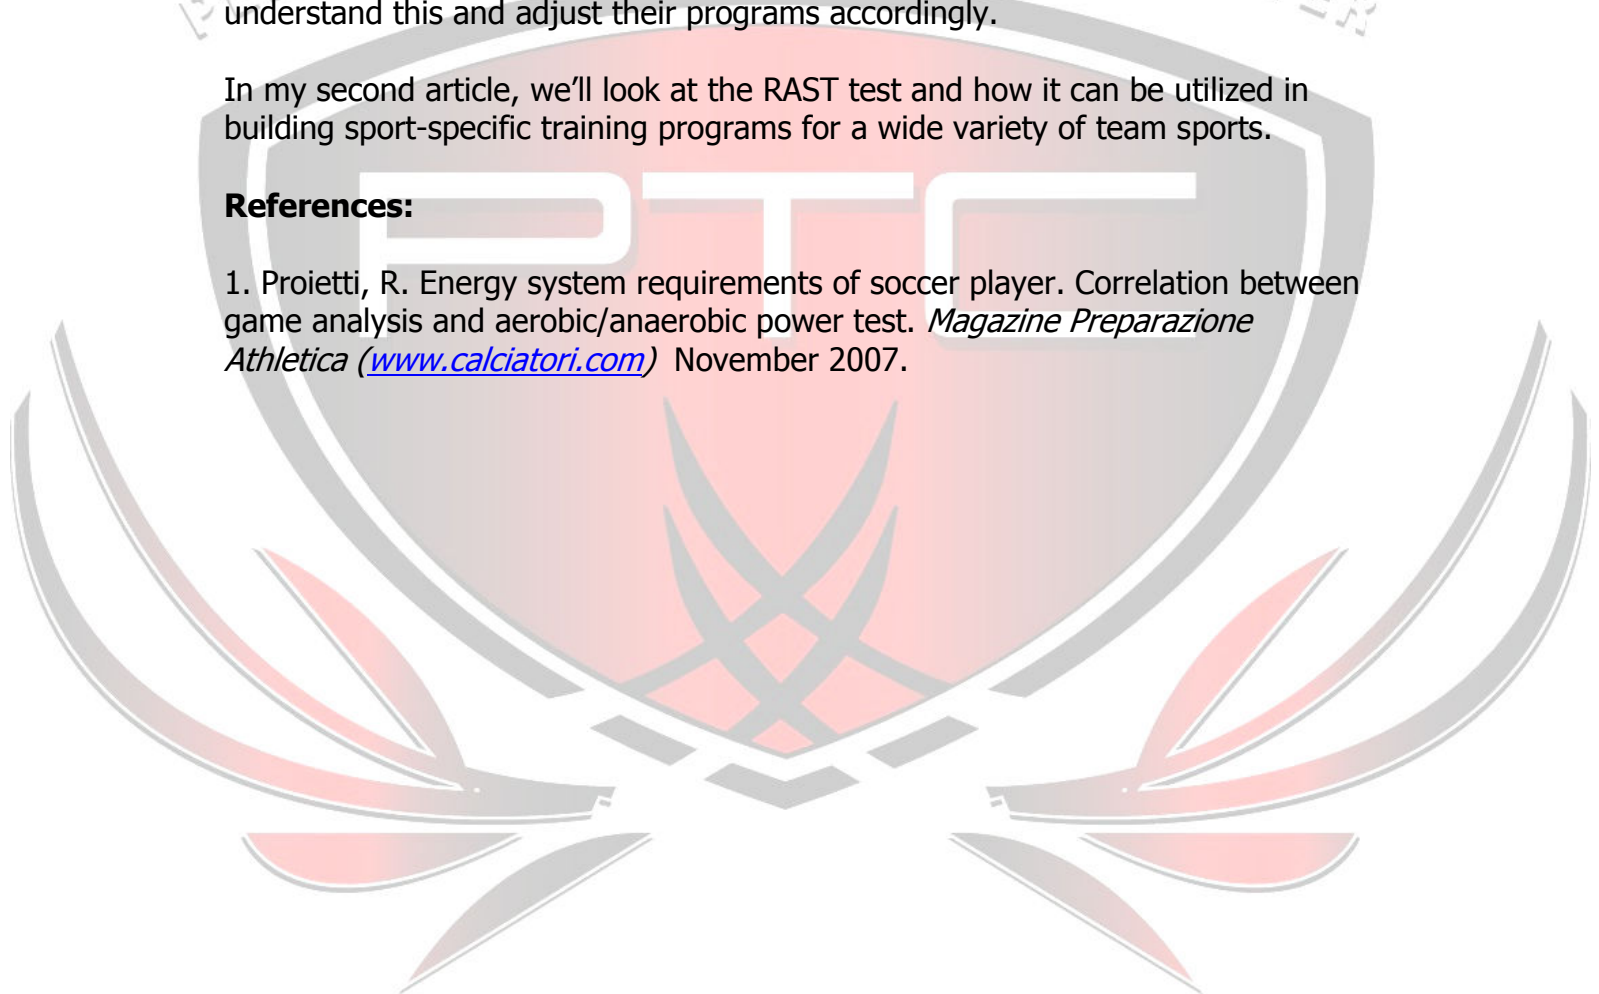 understand this and adjust their programs accordingly.
In my second article, we’ll look at the RAST test and how it can be utilized in
building sport-specific training programs for a wide variety of team sports.
PTC
References:
1. Proietti, R. Energy system requirements of soccer player. Correlation between
game analysis and aerobic/anaerobic power test. Magazine Preparazione
Athletica (www.calciatori.com)  November 2007.